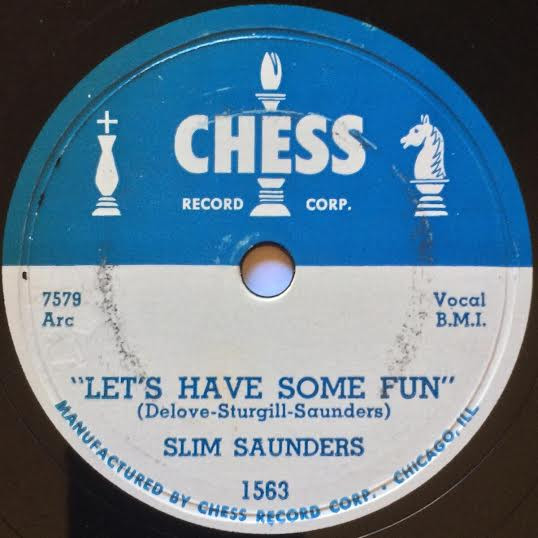 CHESS
RECORD CORP.
7579
Arc
Vocal
B.M.I.
"LET'S HAVE SOME FUN"
(Delove-Sturgill-Saunders)
SLIM SAUNDERS
1563
MANUFACTURED BY CHESS RECORD CORP. - CHICAGO, ILL